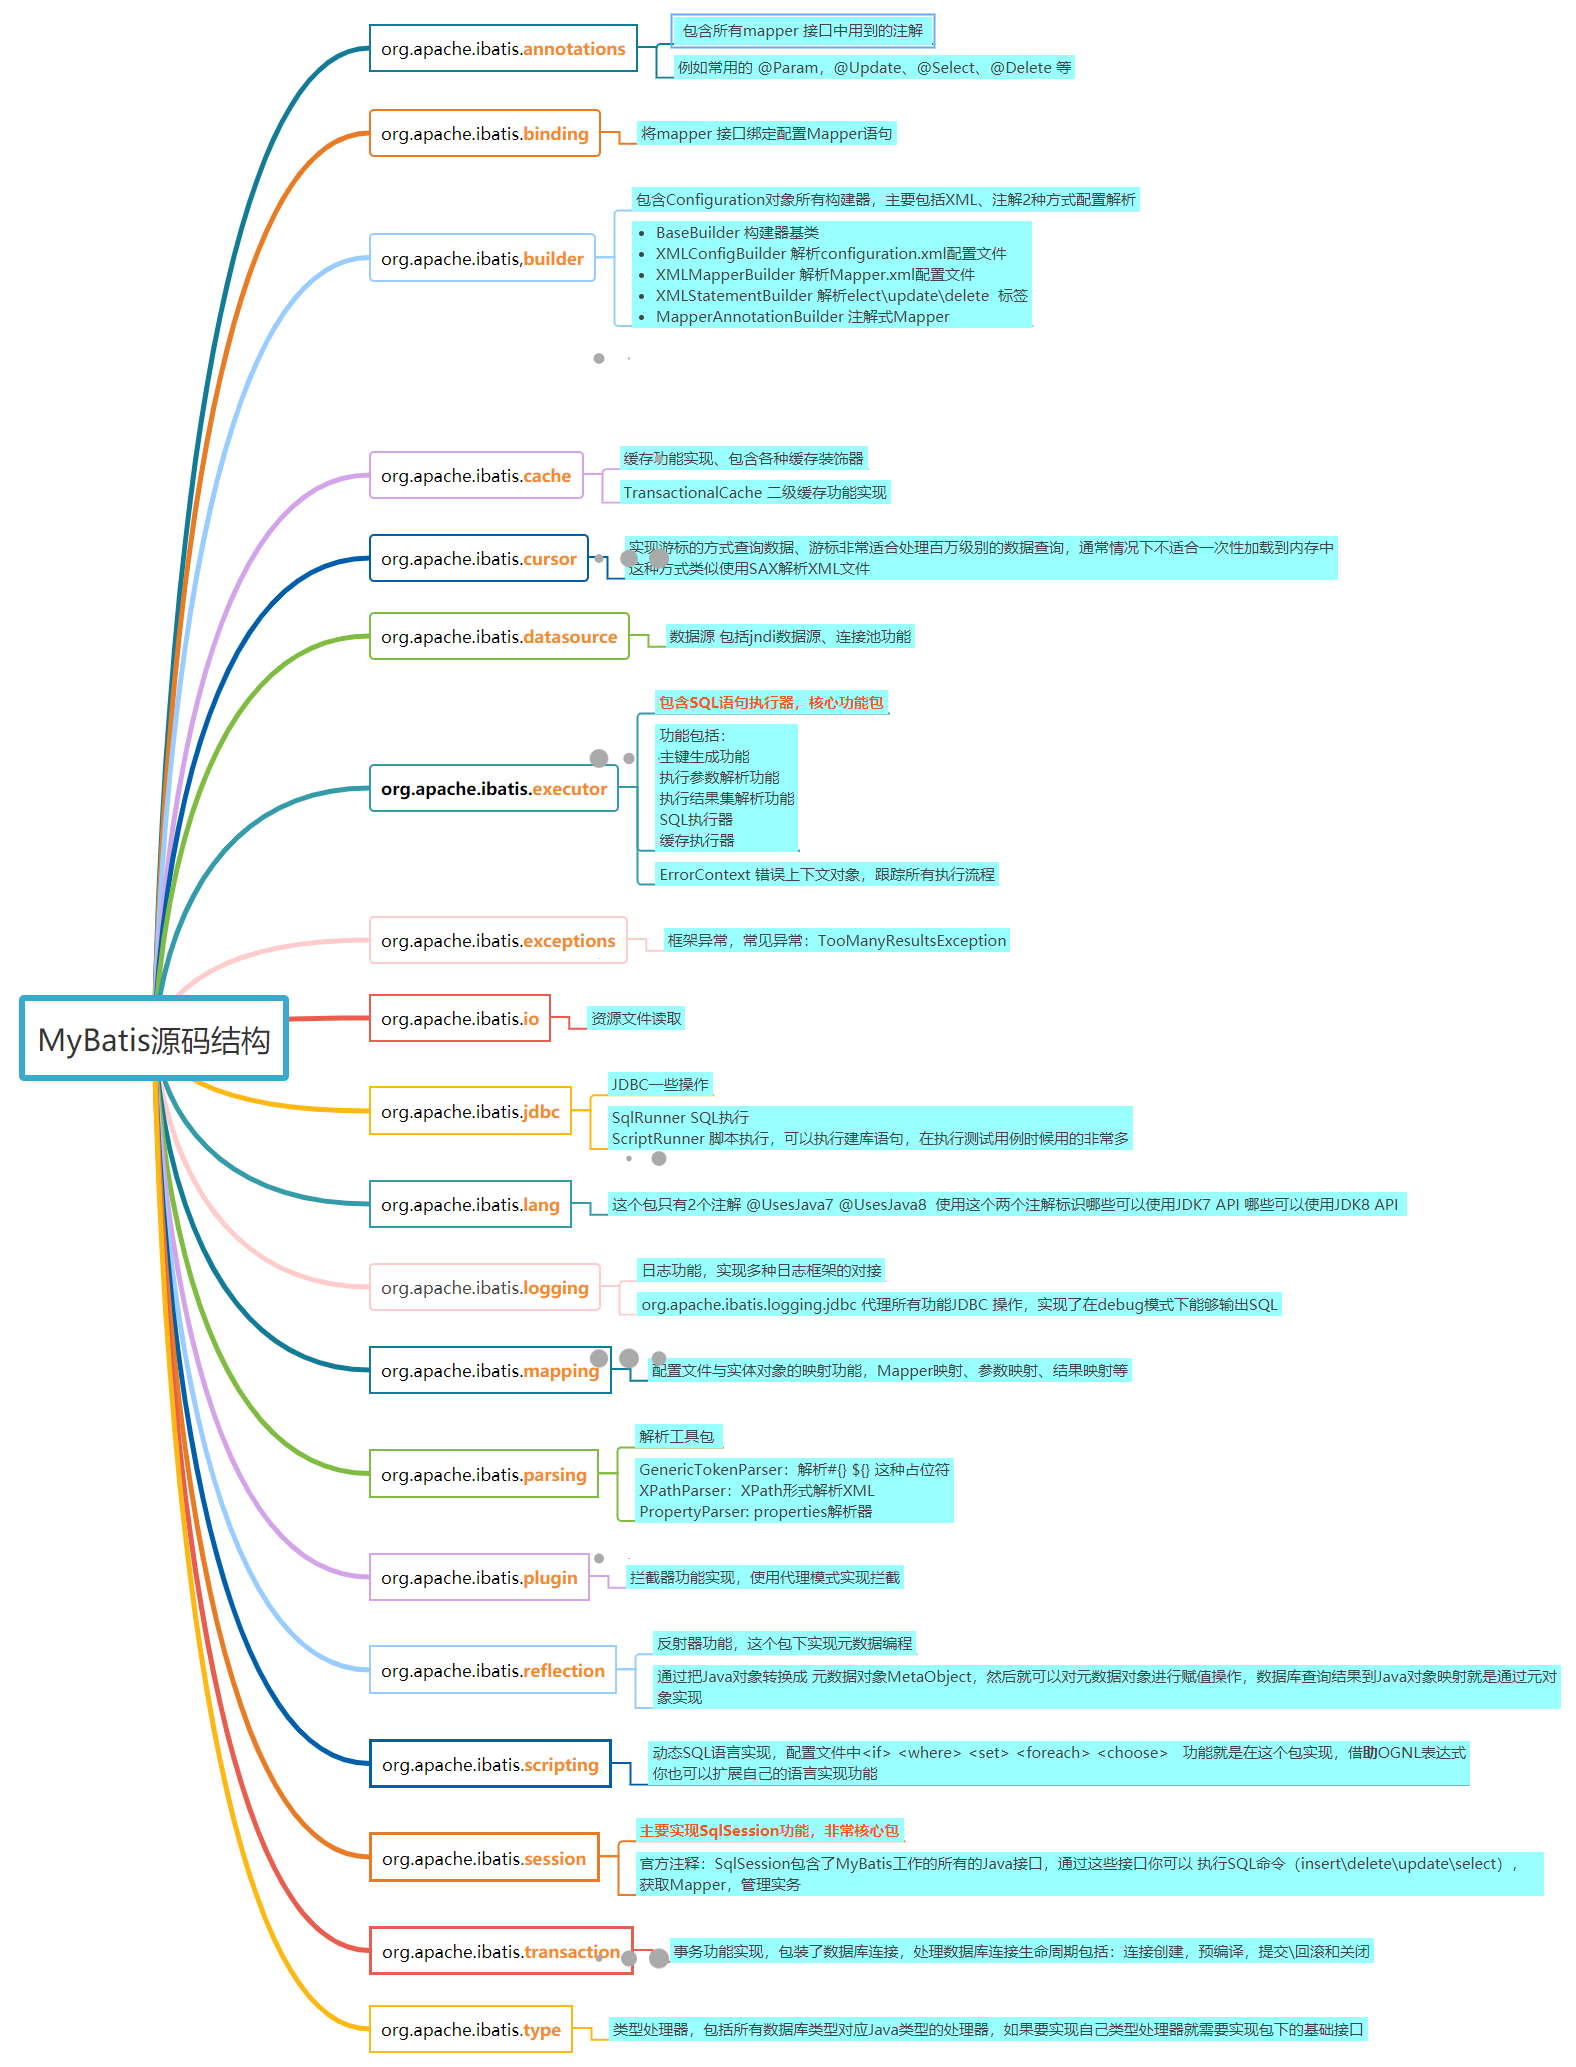 MyBatis源码结构
org.apache.ibatis.annotations
包含所有mapper 接口中用到的注解
例如常用的 @Param，@Update、@Select、@Delete 等
org.apache.ibatis.binding
将mapper 接口绑定配置Mapper语句
org.apache.ibatis,builder
包含Configuration对象所有构建器，主要包括XML、注解2种方式配置解析
• BaseBuilder 构建器基类
• XMLConfigBuilder 解析configuration.xml配置文件
• XMLMapperBuilder 解析Mapper.xml配置文件
• XMLStatementBuilder 解析elect\update\delete 标签
• MapperAnnotationBuilder 注解式Mapper
org.apache.ibatis.cache
缓存功能实现、包含各种缓存装饰器
TransactionalCache 二级缓存功能实现
org.apache.ibatis.cursor
实现游标的方式查询数据、游标非常适合处理百万级别的数据查询，通常情况下不适合一次性加载到内存中
这种方式类似使用SAX解析XML文件
org.apache.ibatis.datasource
数据源 包括jndi数据源、连接池功能
org.apache.ibatis.executor
包含SQL语句执行器，核心功能包
功能包括：
主键生成功能
执行参数解析功能
执行结果集解析功能
SQL执行器
缓存执行器
ErrorContext 错误上下文对象，跟踪所有执行流程
org.apache.ibatis.exceptions
框架异常，常见异常：TooManyResultsException
org.apache.ibatis.io
资源文件读取
org.apache.ibatis.jdbc
JDBC一些操作
SqlRunner SQL执行
ScriptRunner 脚本执行，可以执行建库语句，在执行测试用例时候用的非常多
org.apache.ibatis.lang
这个包只有2个注解 @UsesJava7 @UsesJava8 使用这个两个注解标识哪些可以使用JDK7 API 哪些可以使用JDK8 API
org.apache.ibatis.logging
日志功能，实现多种日志框架的对接
org.apache.ibatis.logging.jdbc 代理所有功能JDBC 操作，实现了在debug模式下能够输出SQL
org.apache.ibatis.mapping
配置文件与实体对象的映射功能，Mapper映射、参数映射、结果映射等
org.apache.ibatis.parsing
解析工具包
GenericTokenParser：解析#{} ${} 这种占位符
XPathParser：XPath形式解析XML
PropertyParser: properties解析器
org.apache.ibatis.plugin
拦截器功能实现，使用代理模式实现拦截
org.apache.ibatis.reflection
反射器功能，这个包下实现元数据编程
通过把Java对象转换成 元数据对象MetaObject，然后就可以对元数据对象进行赋值操作，数据库查询结果到Java对象映射就是通过元对
象实现
org.apache.ibatis.scripting
动态SQL语言实现，配置文件中<if> <where> <set> <foreach> <choose> 功能就是在这个包实现，借助OGNL表达式
你也可以扩展自己的语言实现功能
org.apache.ibatis.session
主要实现SqlSession功能，非常核心包
官方注释：SqlSession包含了MyBatis工作的所有的Java接口，通过这些接口你可以 执行SQL命令（insert\delete\update\select），
获取Mapper，管理实务
org.apache.ibatis.transaction
事务功能实现，包装了数据库连接，处理数据库连接生命周期包括：连接创建，预编译，提交\回滚和关闭
org.apache.ibatis.type
类型处理器，包括所有数据库类型对应Java类型的处理器，如果要实现自己类型处理器就需要实现包下的基础接口